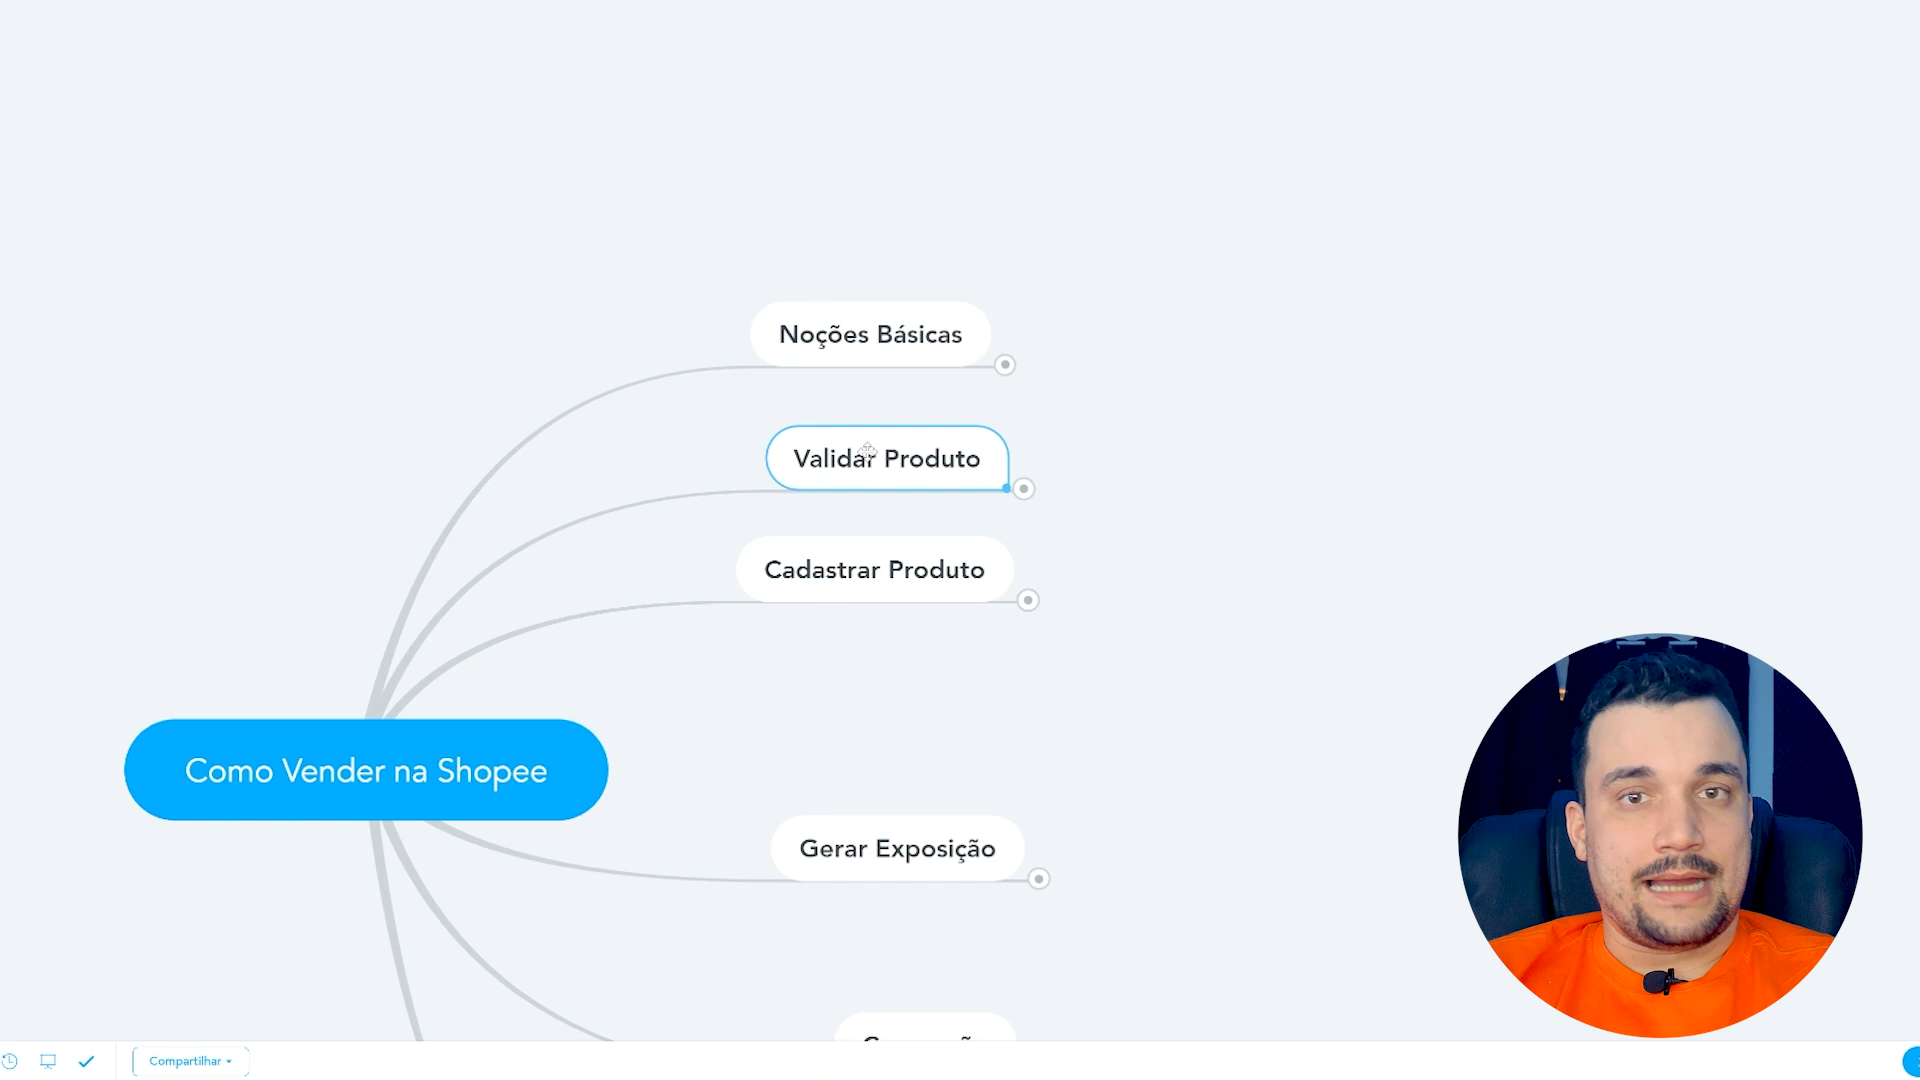 Noções Básicas
Validar Produto
Cadastrar Produto
Como Vender na Shopee
Gerar Exposição
Compartilhar